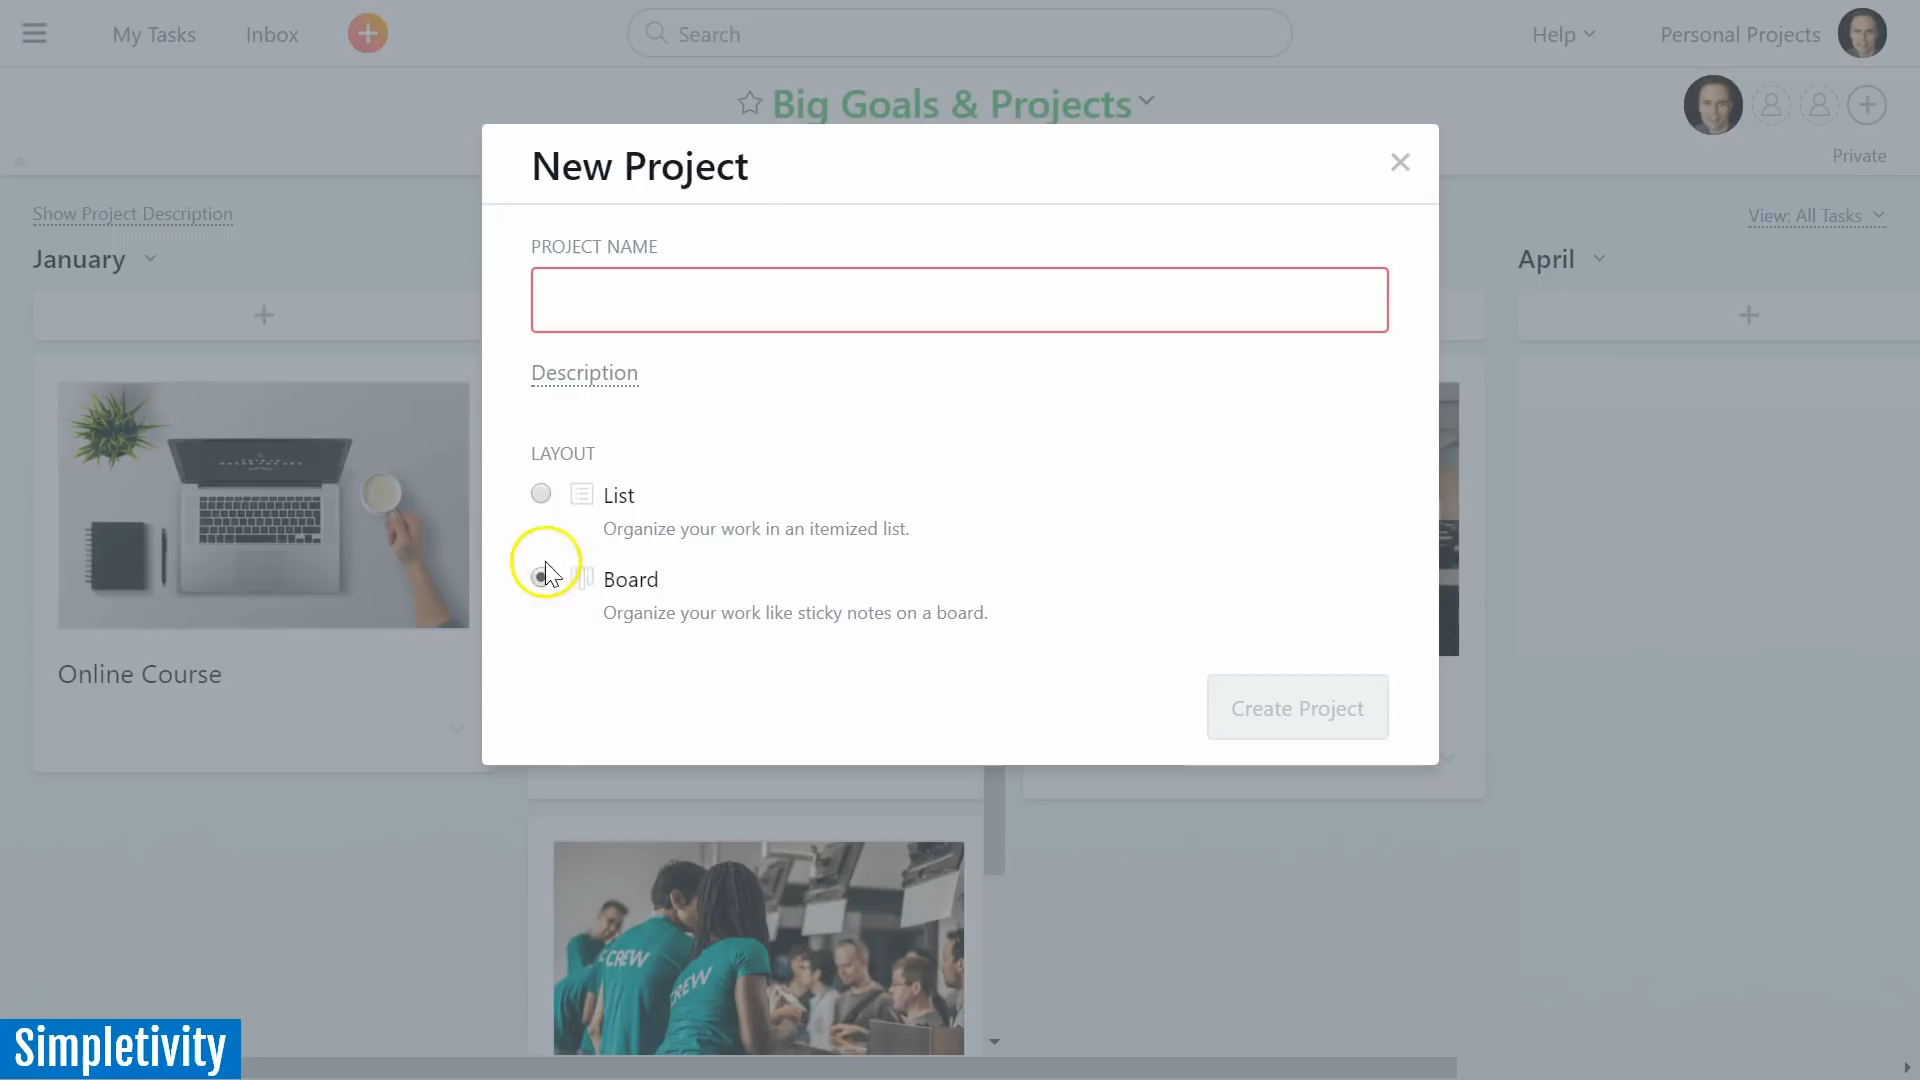 My Tasks
Inbox
Search
Help
Personal Projects
Big Goals & Projects
Private
New Project
Show Project Description
View: All Tasks
PROJECT NAME
January
April
Description
LAYOUT
List
Organize your work in an itemized list.
Board
Organize your work like sticky notes on a board.
Online Course
Create Project
CREW
CREW
Simpletivity